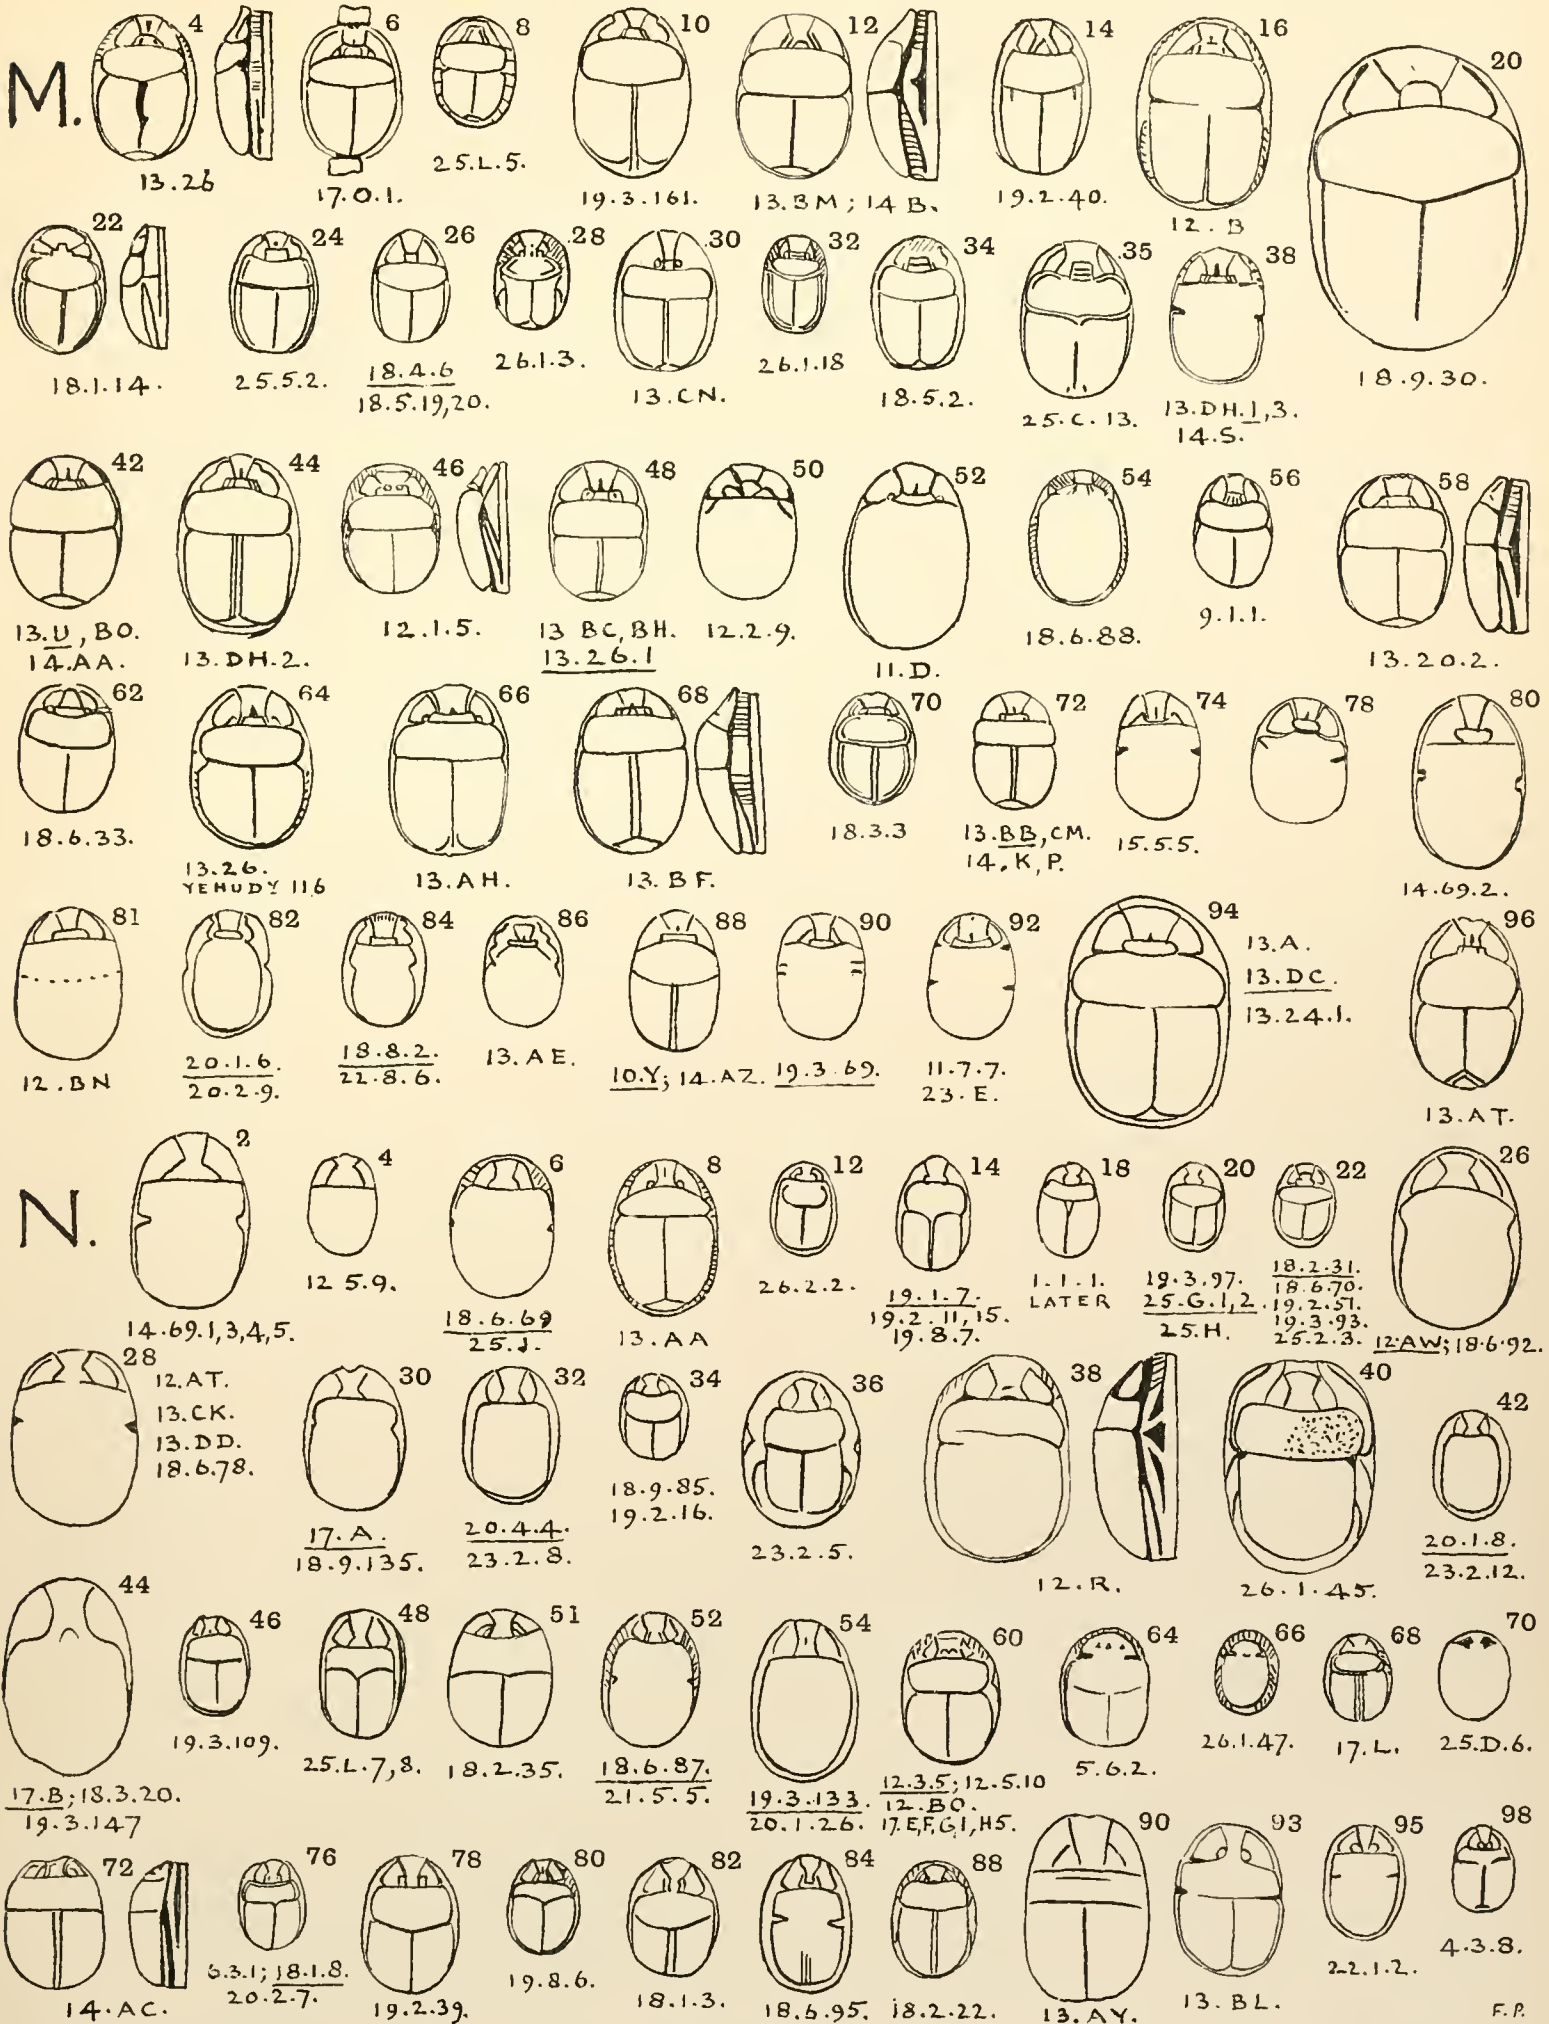 M.
4 6 8 10 12 14 16 20
13.26
17.O.1.
25.L.5.
19.3.161.
13.BM; 14 B.
19.2.40.
12.B
18.9.30.
22 24 26 28 30 32 34 35 38
18.1.14.
25.5.2.
18.4.6
18.5.19,20.
26.1.3.
13.CN.
26.1.18
18.5.2.
25.C.13.
13.DH.1,3.
14.S.
42 44 46 48 50 52 54 56 58
13.U, BO.
14.AA.
13.DH.2.
12.1.5.
13 BC, BH.
13.26.1
12.2.9.
11.D.
18.6.88.
9.1.1.
13.20.2.
62 64 66 68 70 72 74 78 80
18.6.33.
13.26.
YEHUDY. 116
13.AH.
13.BF.
18.3.3
13.BB, CM.
14.K, P.
15.5.5.
14.69.2.
81 82 84 86 88 90 92 94 96
12.BN
20.1.6.
20.2.9.
18.8.2.
22.8.6.
13.AE.
10.Y; 14.AZ.
19.3.69.
11.7.7.
23.E.
13.A.
13.DC.
13.24.1.
13.AT.
N.
2 4 6 8 12 14 18 20 22 26
14.69.1,3,4,5.
12 5.9.
18.6.69
25.J.
13.AA
26.2.2.
19.1.7.
19.2.11,15.
19.8.7.
1.1.1.
LATER
19.3.97.
25.G.1,2.
25.H.
18.2.31.
18.6.70.
19.2.51.
19.3.93.
25.2.3.
12.AW; 18.6.92.
28 30 32 34 36 38 40 42
12.AT.
13.CK.
13.DD.
18.6.78.
17.A.
18.9.135.
20.4.4.
23.2.8.
18.9.85.
19.2.16.
23.2.5.
12.R.
26.1.45.
20.1.8.
23.2.12.
44 46 48 51 52 54 60 64 66 68 70
17.B; 18.3.20.
19.3.147
19.3.109.
25.L.7,8.
18.2.35.
18.6.87.
21.5.5.
19.3.133.
20.1.26.
12.3.5; 12.5.10
12.BO.
17.E,F,G,I,H5.
5.6.2.
26.1.47.
17.L.
25.D.6.
72 76 78 80 82 84 88 90 93 95 98
14.AC.
6.3.1; 18.1.8.
20.2.7.
19.2.39.
19.8.6.
18.1.3.
18.6.95.
18.2.22.
13.AY.
13.BL.
22.1.2.
4.3.8.
F.P.